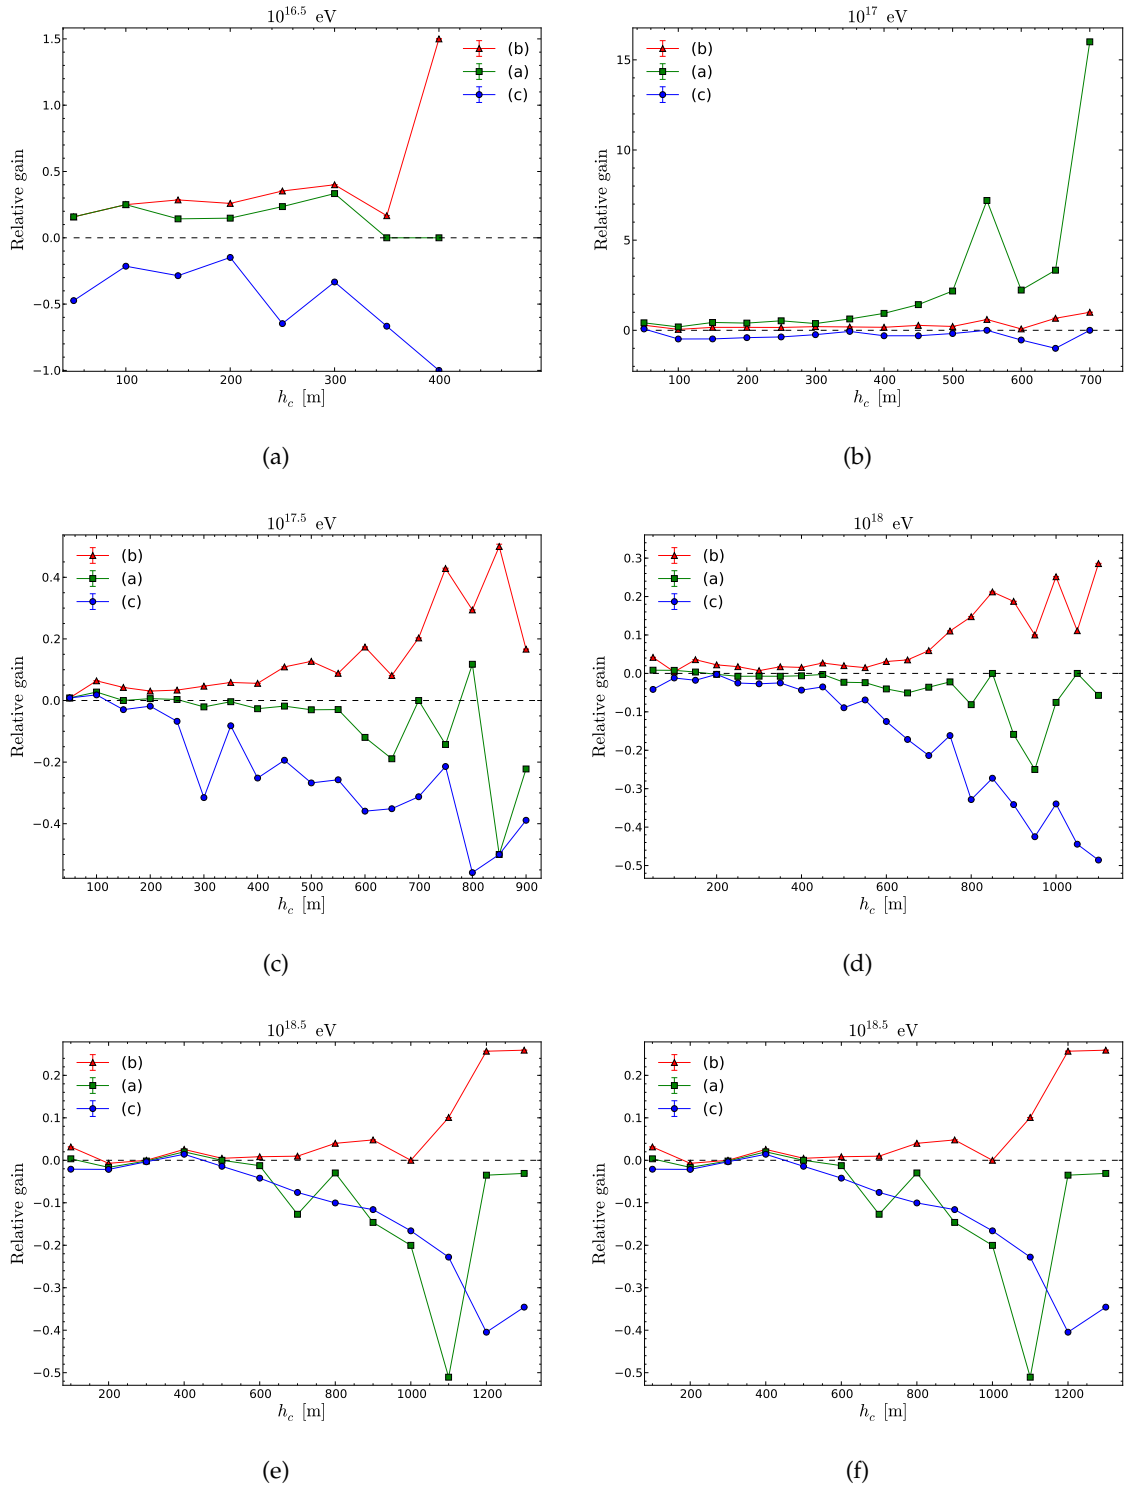 10^16.5 eV
Relative gain
1.5
1.0
0.5
0.0
−0.5
−1.0
(b)
(a)
(c)
100 200 300 400
h_c [m]
(a)
10^17 eV
Relative gain
15
10
5
0
(b)
(a)
(c)
100 200 300 400 500 600 700
h_c [m]
(b)
10^17.5 eV
Relative gain
0.4
0.2
0.0
−0.2
−0.4
(b)
(a)
(c)
100 200 300 400 500 600 700 800 900
h_c [m]
(c)
10^18 eV
Relative gain
0.3
0.2
0.1
0.0
−0.1
−0.2
−0.3
−0.4
−0.5
(b)
(a)
(c)
200 400 600 800 1000
h_c [m]
(d)
10^18.5 eV
Relative gain
0.2
0.1
0.0
−0.1
−0.2
−0.3
−0.4
−0.5
(b)
(a)
(c)
200 400 600 800 1000 1200
h_c [m]
(e)
10^18.5 eV
Relative gain
0.2
0.1
0.0
−0.1
−0.2
−0.3
−0.4
−0.5
(b)
(a)
(c)
200 400 600 800 1000 1200
h_c [m]
(f)